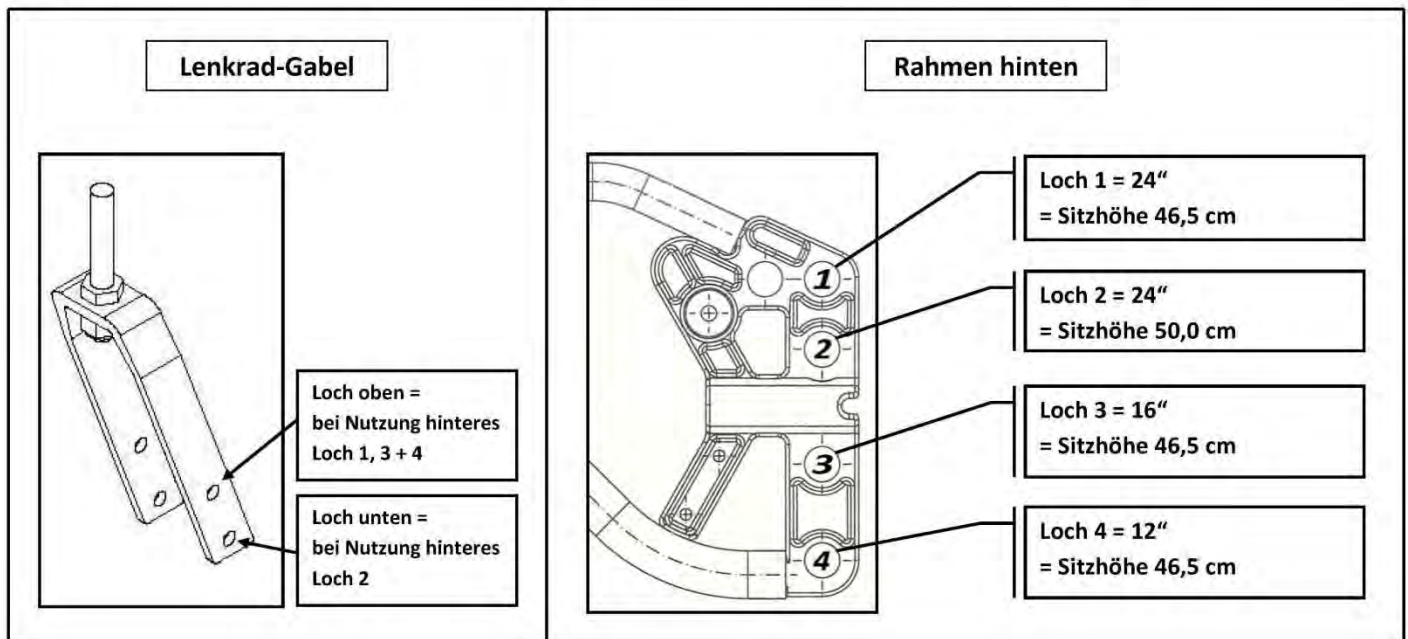 Lenkrad-Gabel
Loch oben =
bei Nutzung hinteres
Loch 1, 3 + 4
Loch unten =
bei Nutzung hinteres
Loch 2
Rahmen hinten
1
2
3
4
Loch 1 = 24“
= Sitzhöhe 46,5 cm
Loch 2 = 24“
= Sitzhöhe 50,0 cm
Loch 3 = 16“
= Sitzhöhe 46,5 cm
Loch 4 = 12“
= Sitzhöhe 46,5 cm